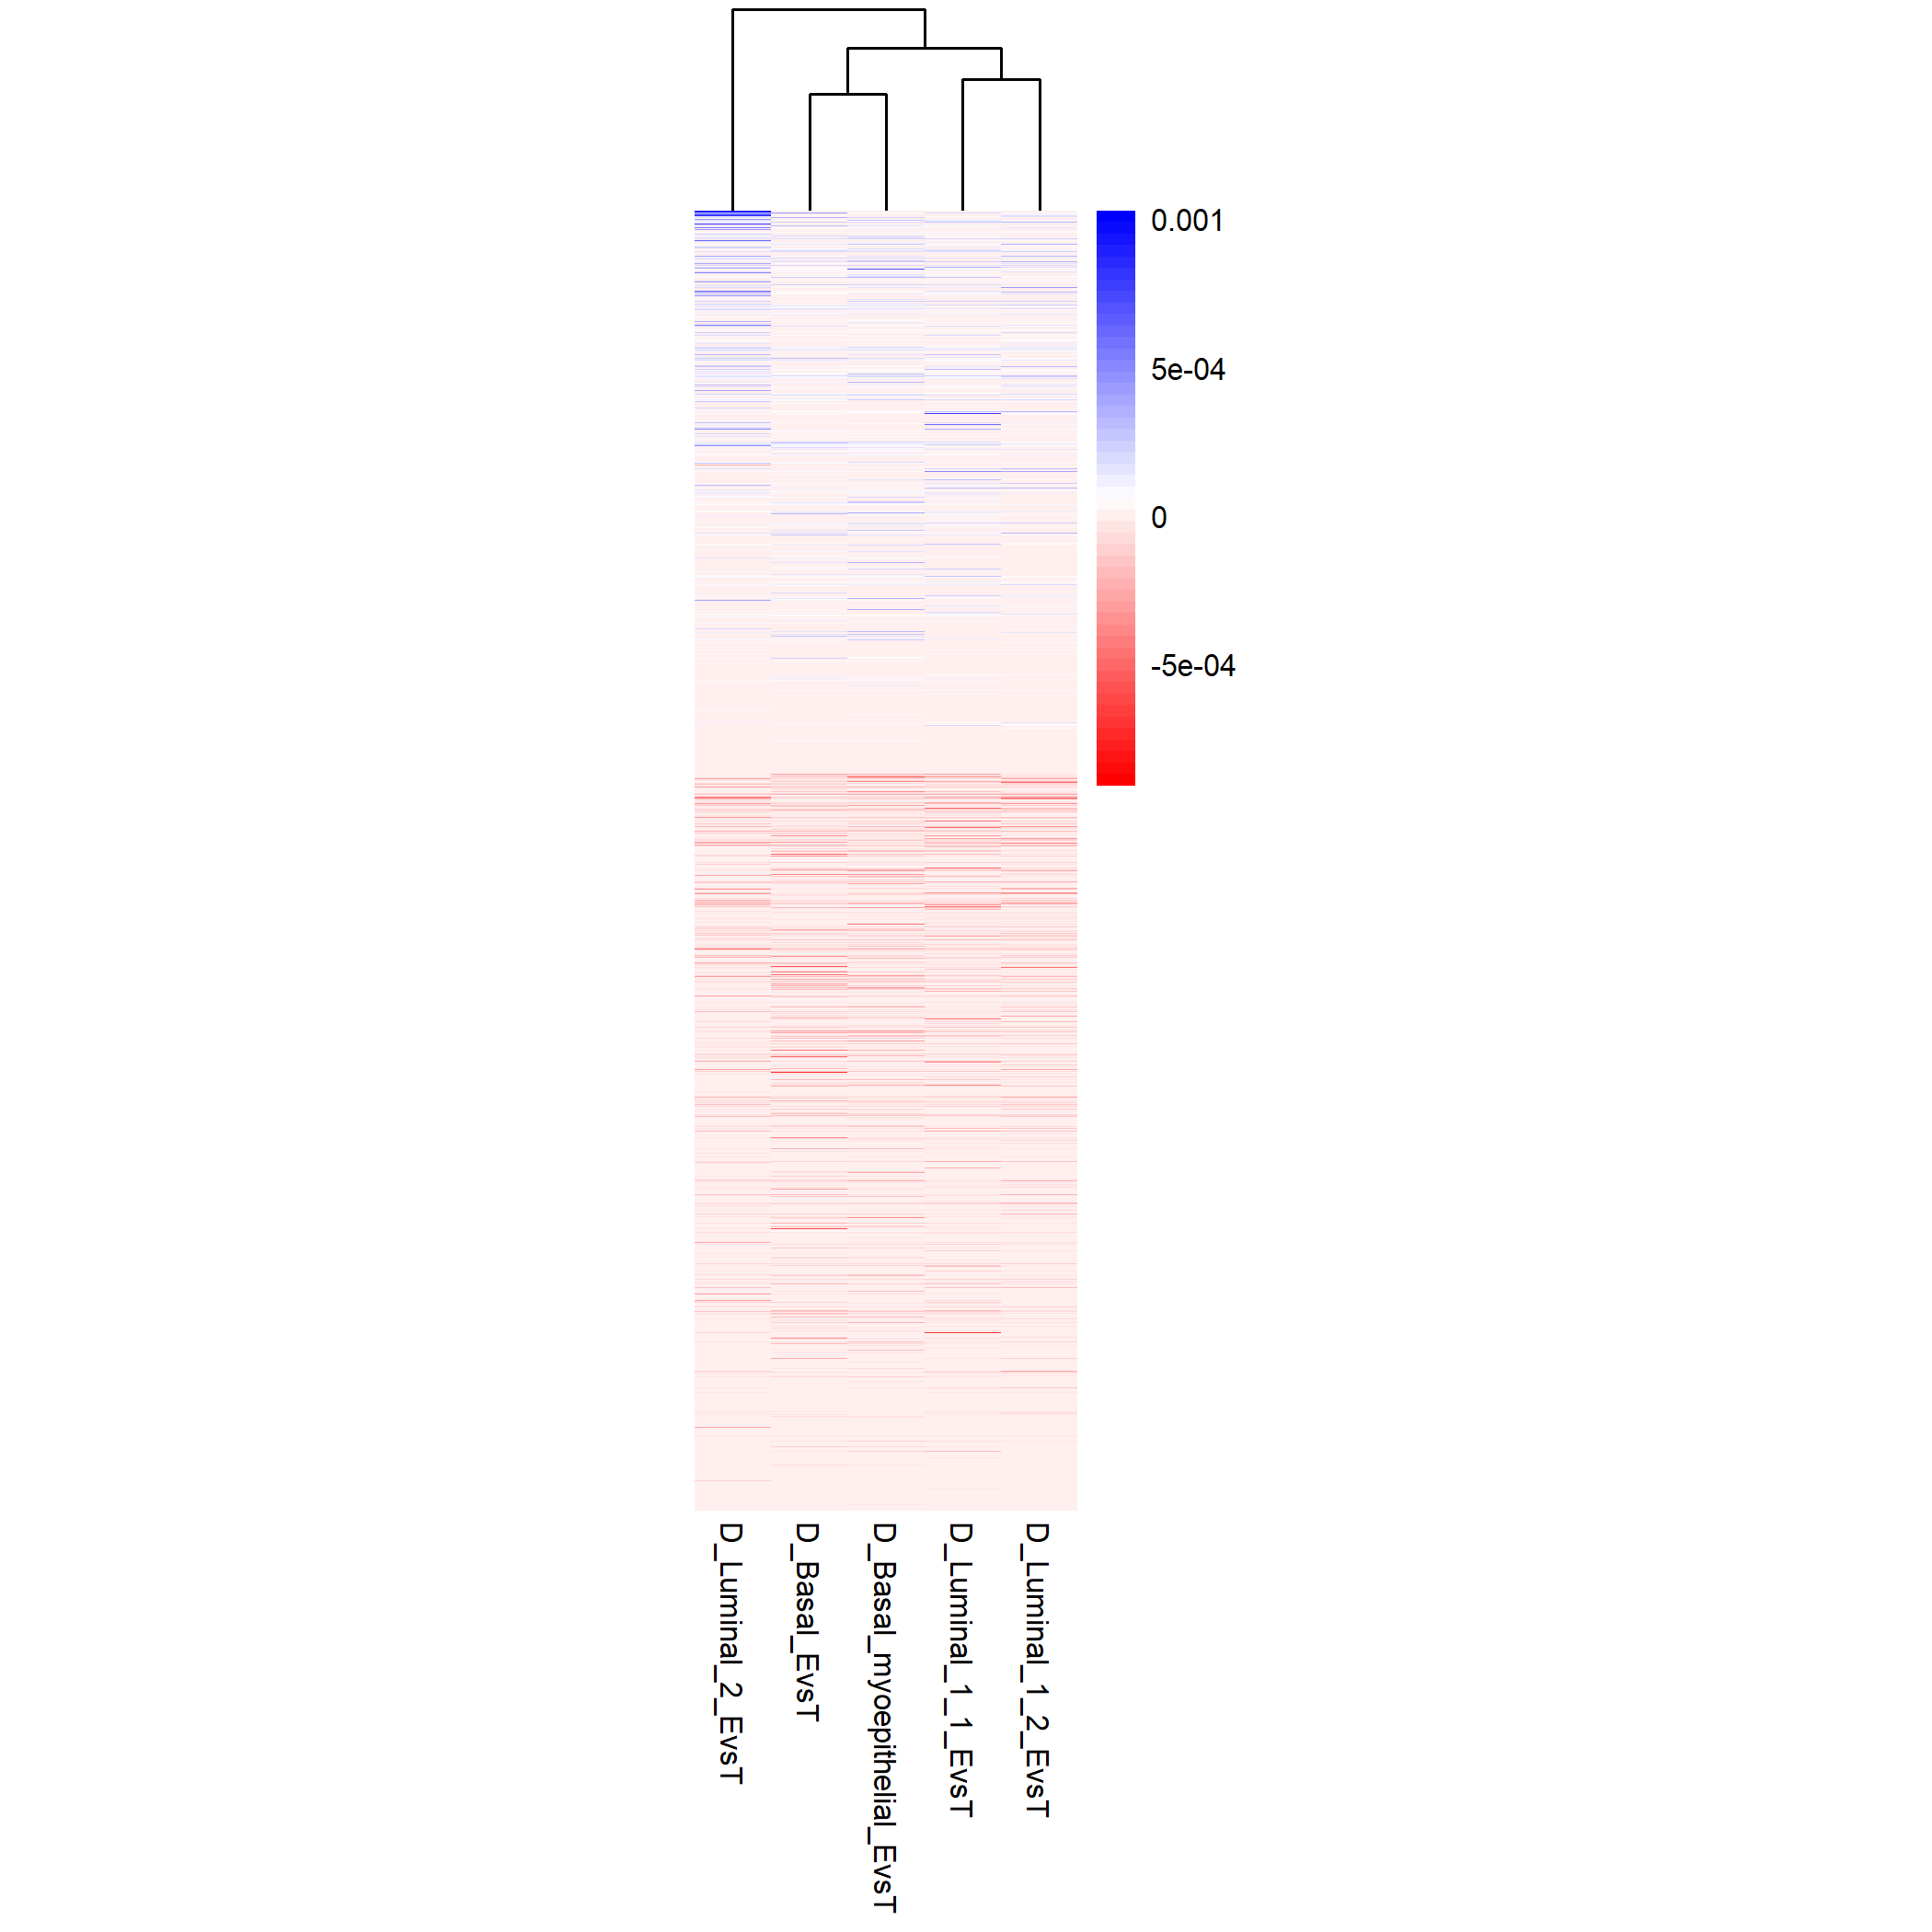 0.001
5e-04
0
-5e-04
D_Luminal_2_EvsT
D_Basal_EvsT
D_Basal_myoepithelial_EvsT
D_Luminal_1_1_EvsT
D_Luminal_1_2_EvsT